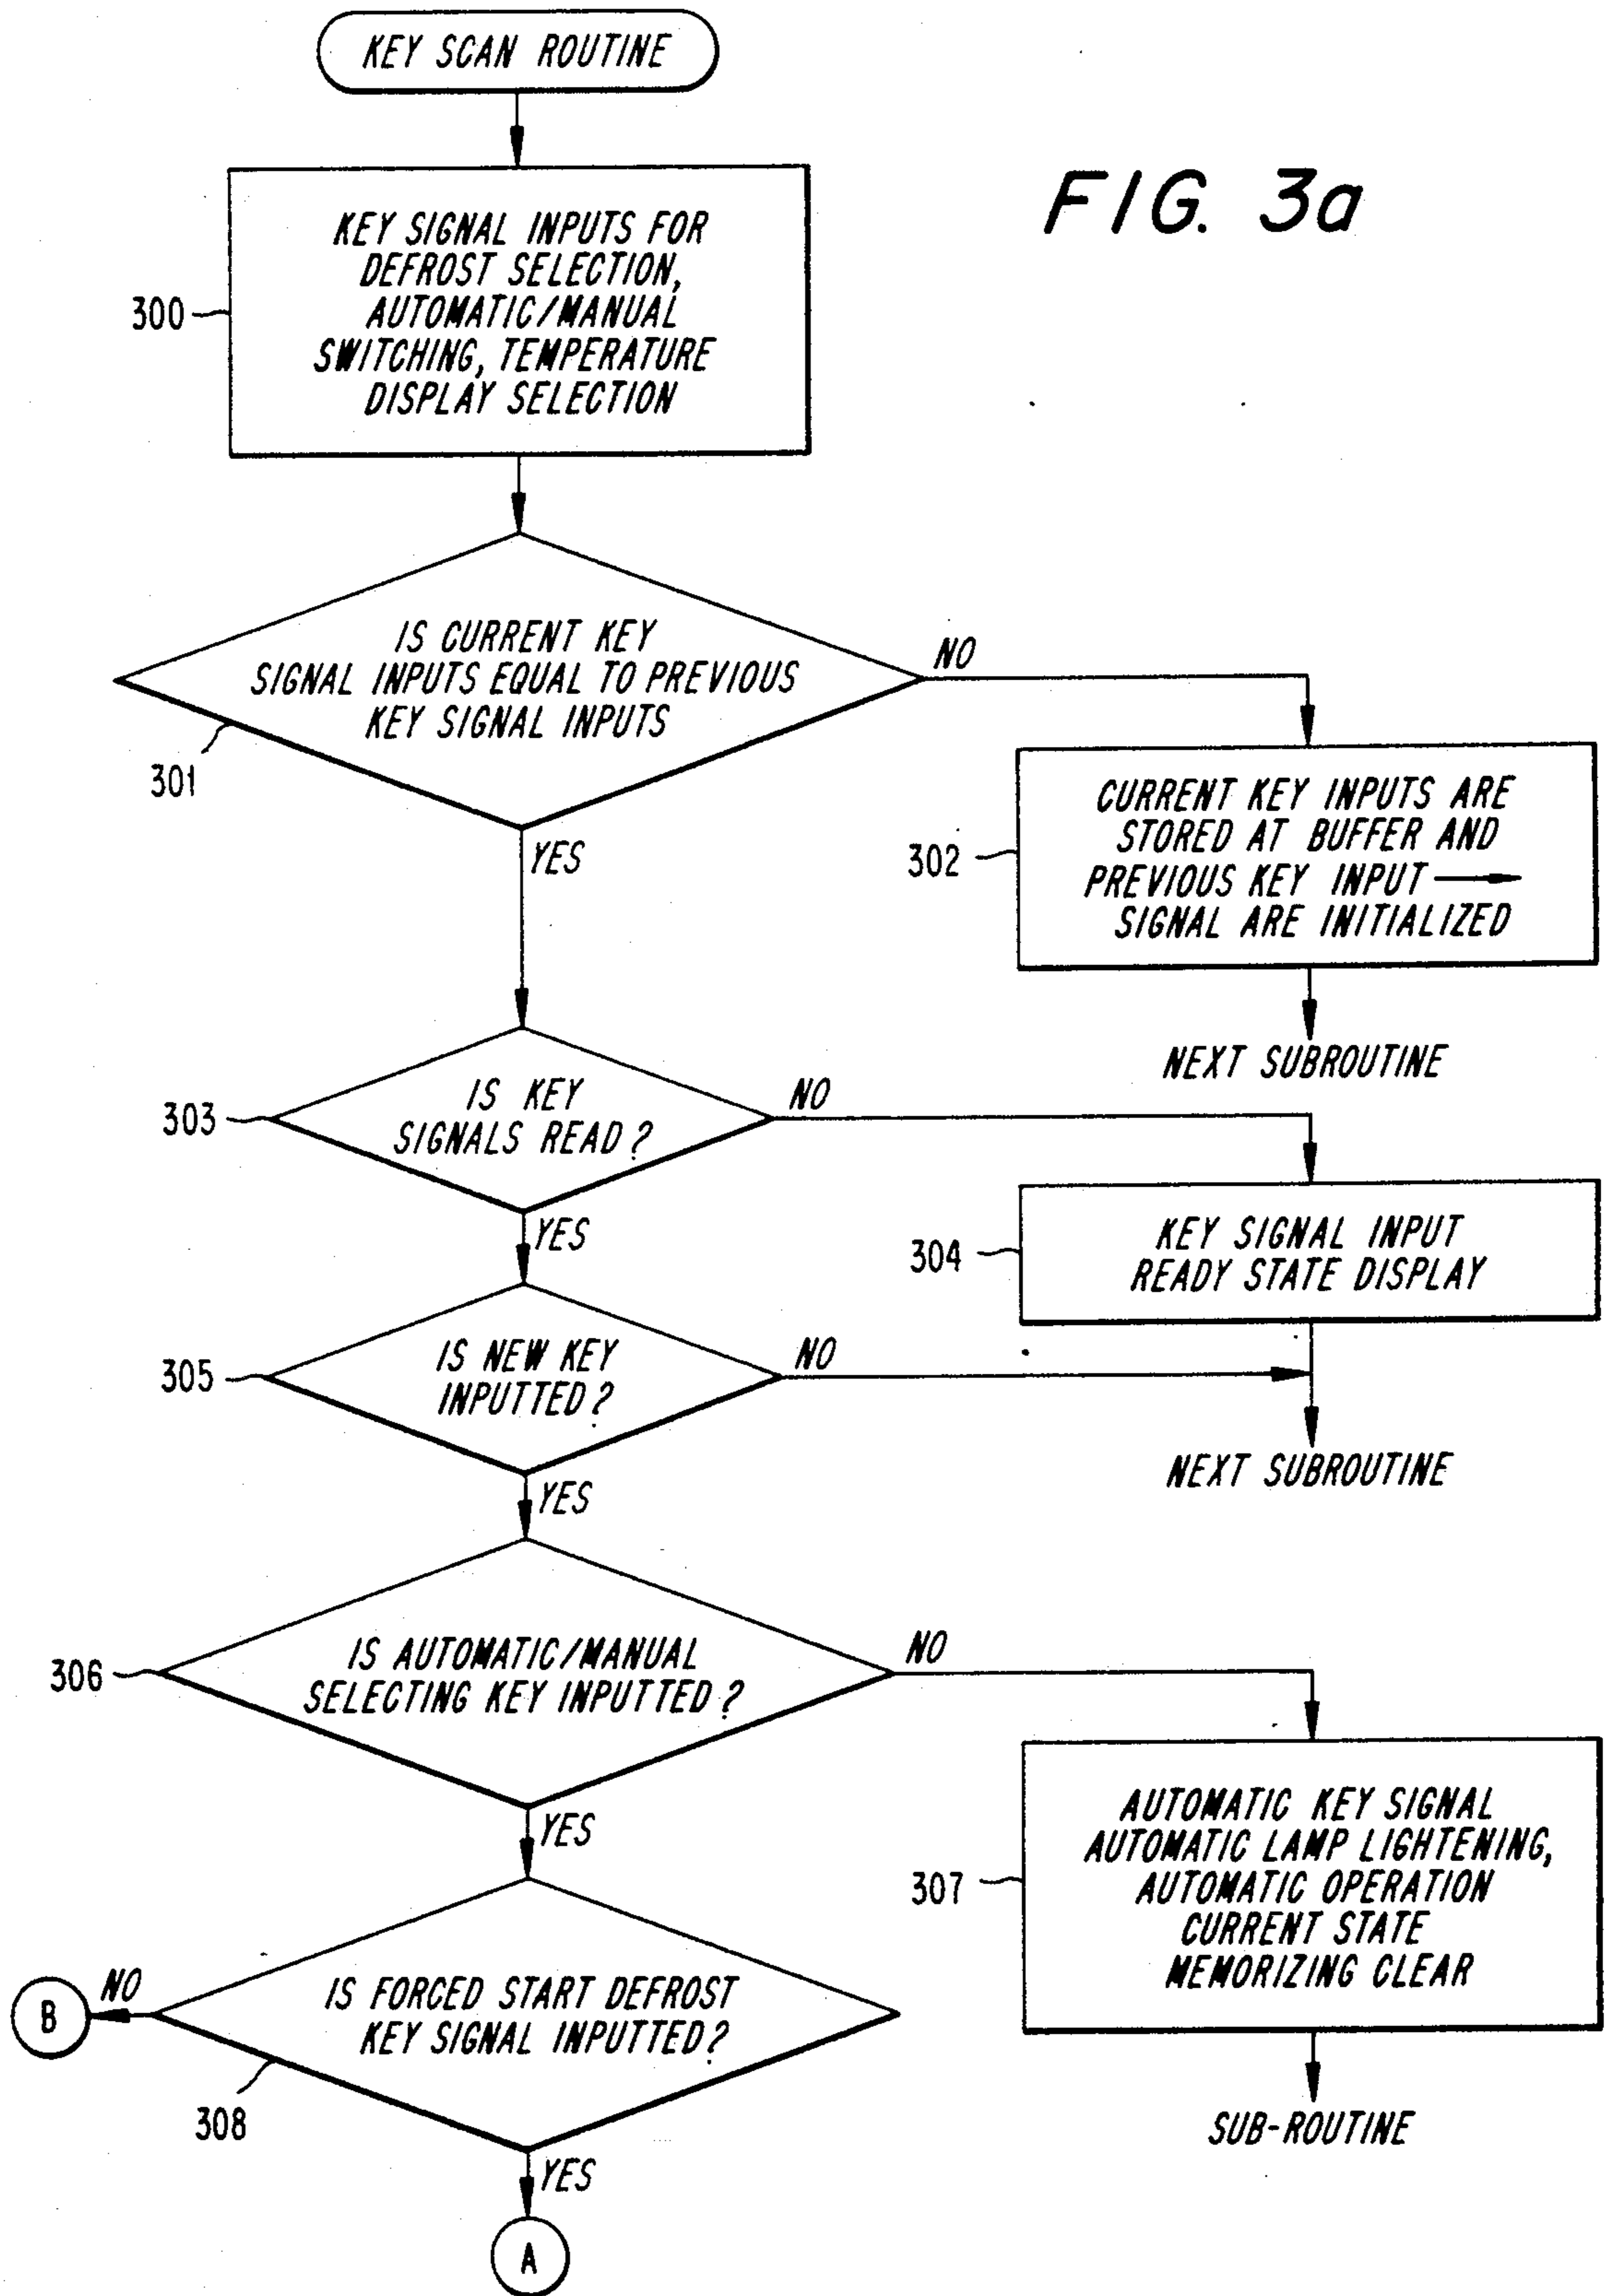 KEY SCAN ROUTINE
FIG. 3a
KEY SIGNAL INPUTS FOR
DEFROST SELECTION,
AUTOMATIC/MANUAL
SWITCHING, TEMPERATURE
DISPLAY SELECTION
300
IS CURRENT KEY
SIGNAL INPUTS EQUAL TO PREVIOUS
KEY SIGNAL INPUTS
301
NO
YES
CURRENT KEY INPUTS ARE
STORED AT BUFFER AND
PREVIOUS KEY INPUT →
SIGNAL ARE INITIALIZED
302
NEXT SUBROUTINE
IS KEY
SIGNALS READ?
303
NO
YES
KEY SIGNAL INPUT
READY STATE DISPLAY
304
IS NEW KEY
INPUTTED?
305
NO
YES
NEXT SUBROUTINE
IS AUTOMATIC/MANUAL
SELECTING KEY INPUTTED?
306
NO
YES
AUTOMATIC KEY SIGNAL
AUTOMATIC LAMP LIGHTENING,
AUTOMATIC OPERATION
CURRENT STATE
MEMORIZING CLEAR
307
SUB-ROUTINE
IS FORCED START DEFROST
KEY SIGNAL INPUTTED?
308
NO
B
YES
A